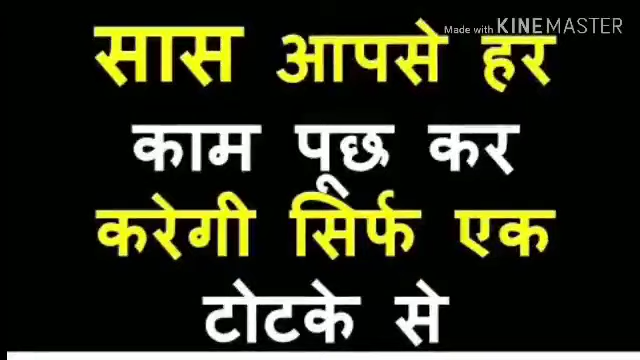 Made with KINEMASTER
सास आपसे हर
काम पूछ कर
करेगी सिर्फ एक
टोटके से